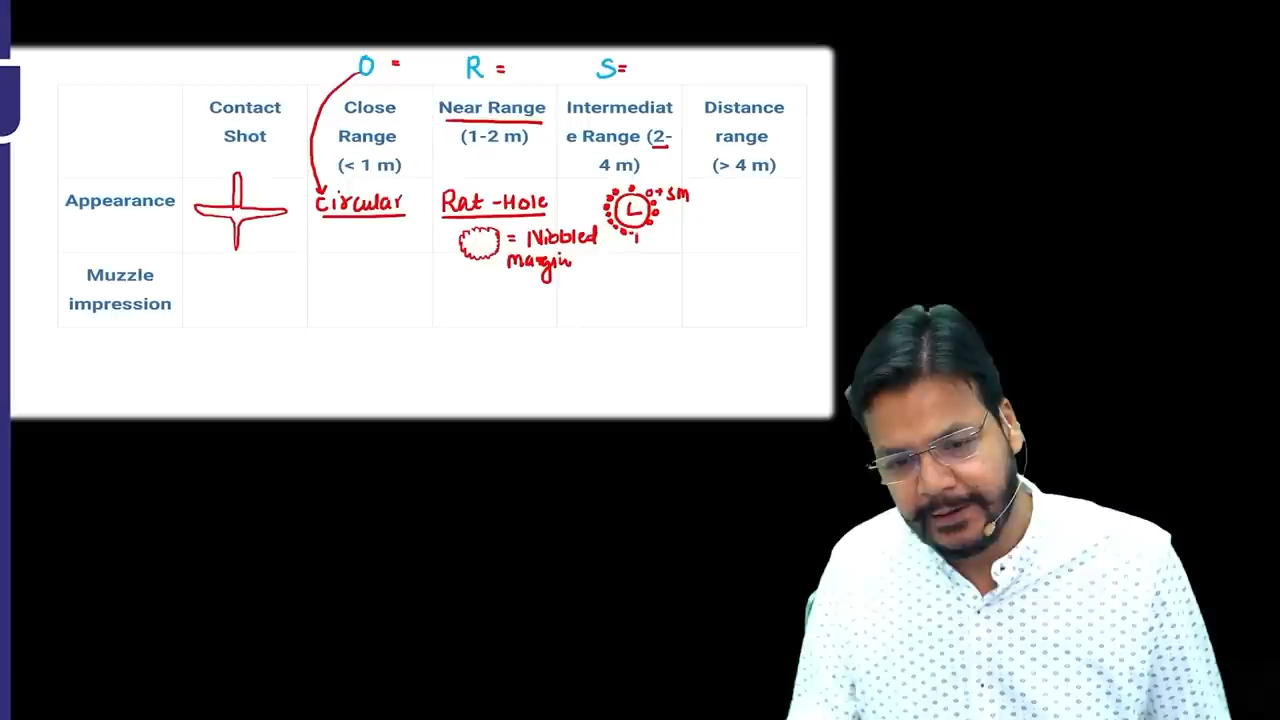 O = R = S=
Contact Shot
Close Range (< 1 m)
Near Range (1-2 m)
Intermediat e Range (2- 4 m)
Distance range (> 4 m)
Appearance
Circular
Rat-Hole
= Nibbled margin
L
Muzzle impression